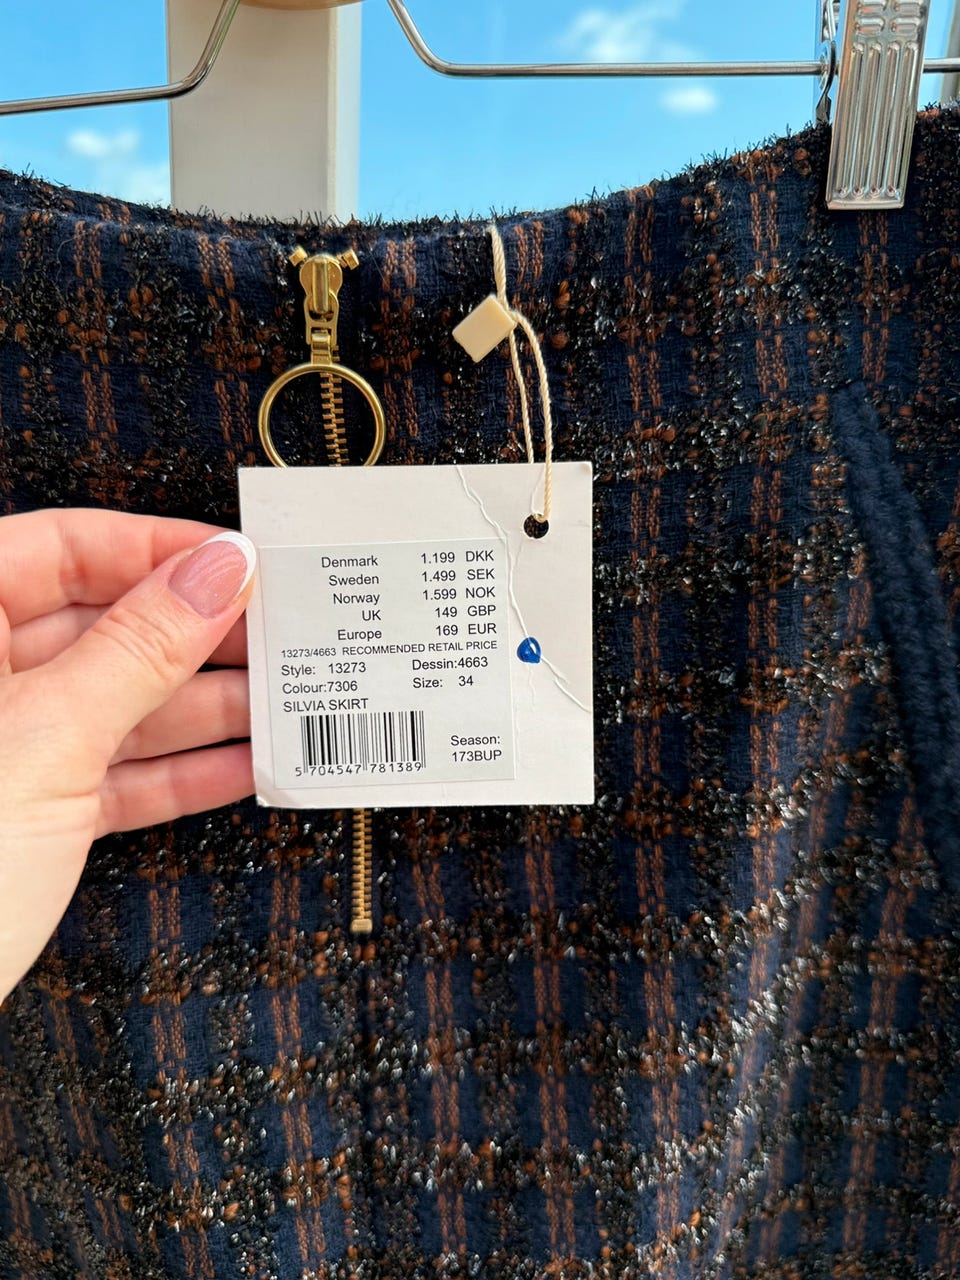 Denmark 1.199 DKK
Sweden 1.499 SEK
Norway 1.599 NOK
UK 149 GBP
Europe 169 EUR
13273/4663 RECOMMENDED RETAIL PRICE
Style: 13273 Dessin:4663
Colour:7306 Size: 34
SILVIA SKIRT
Season:
173BUP
5 704547 781389